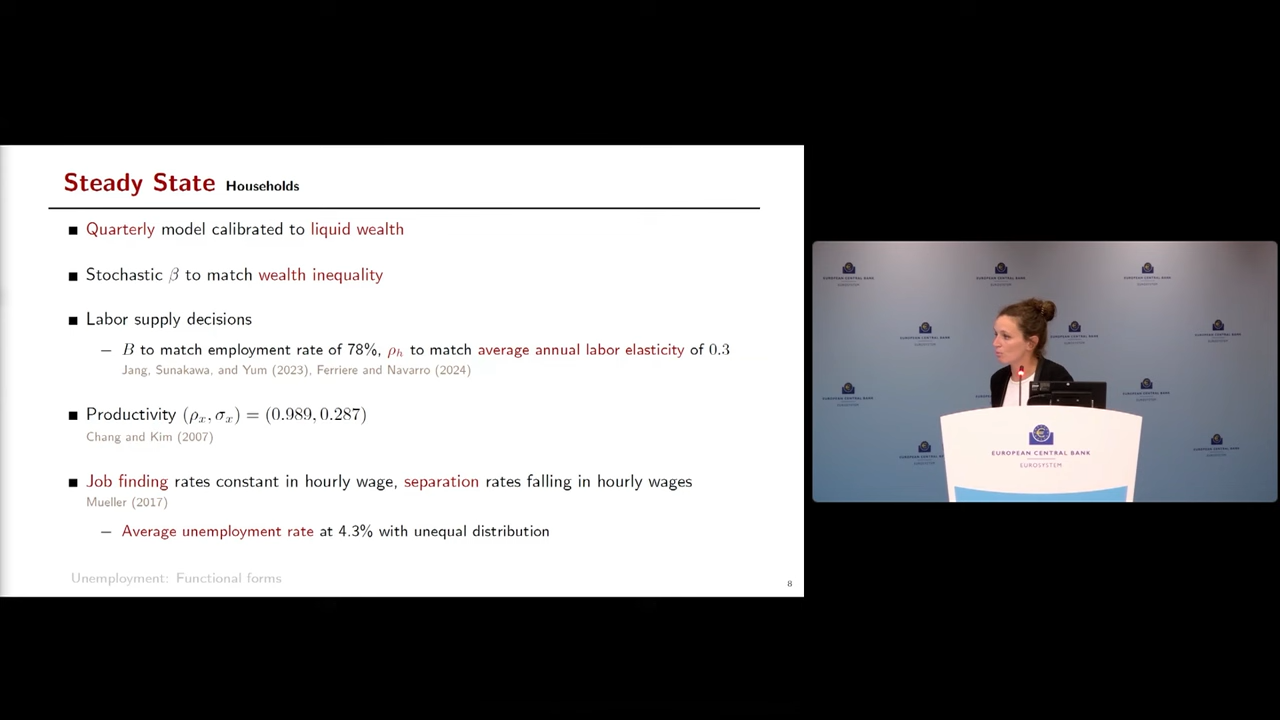 Steady State Households
■ Quarterly model calibrated to liquid wealth
■ Stochastic β to match wealth inequality
■ Labor supply decisions
– B to match employment rate of 78%, ρh to match average annual labor elasticity of 0.3
Jang, Sunakawa, and Yum (2023), Ferriere and Navarro (2024)
■ Productivity (ρx, σx) = (0.989, 0.287)
Chang and Kim (2007)
■ Job finding rates constant in hourly wage, separation rates falling in hourly wages
Mueller (2017)
– Average unemployment rate at 4.3% with unequal distribution
Unemployment: Functional forms
8
EUROPEAN CENTRAL BANK
EUROSYSTEM